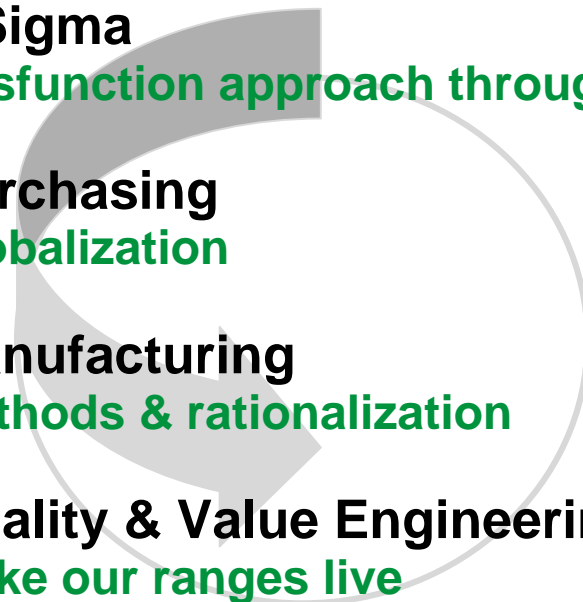 Sigma
sfunction approach throug
rchasing
obalization
nufacturing
thods & rationalization
ality & Value Engineerin
ke our ranges live